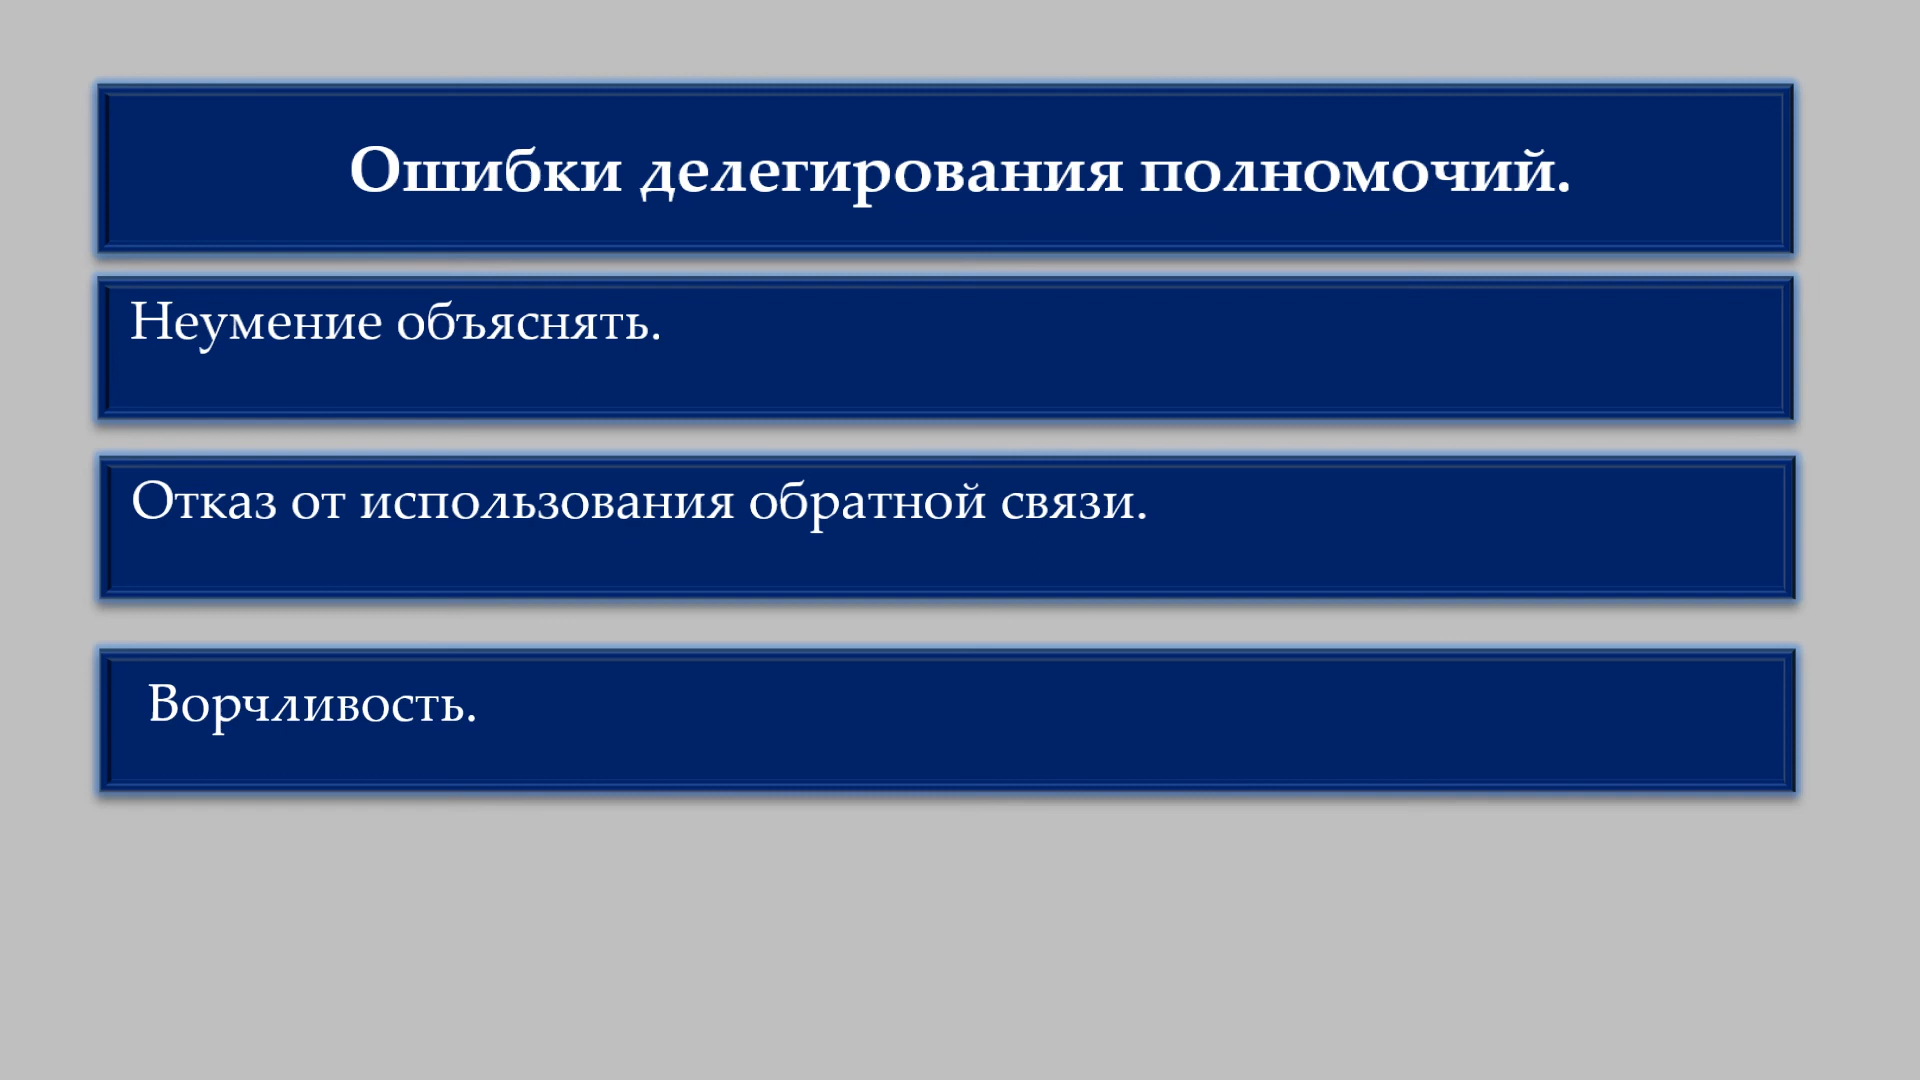 Ошибки делегирования полномочий.
Неумение объяснять.
Отказ от использования обратной связи.
Ворчливость.